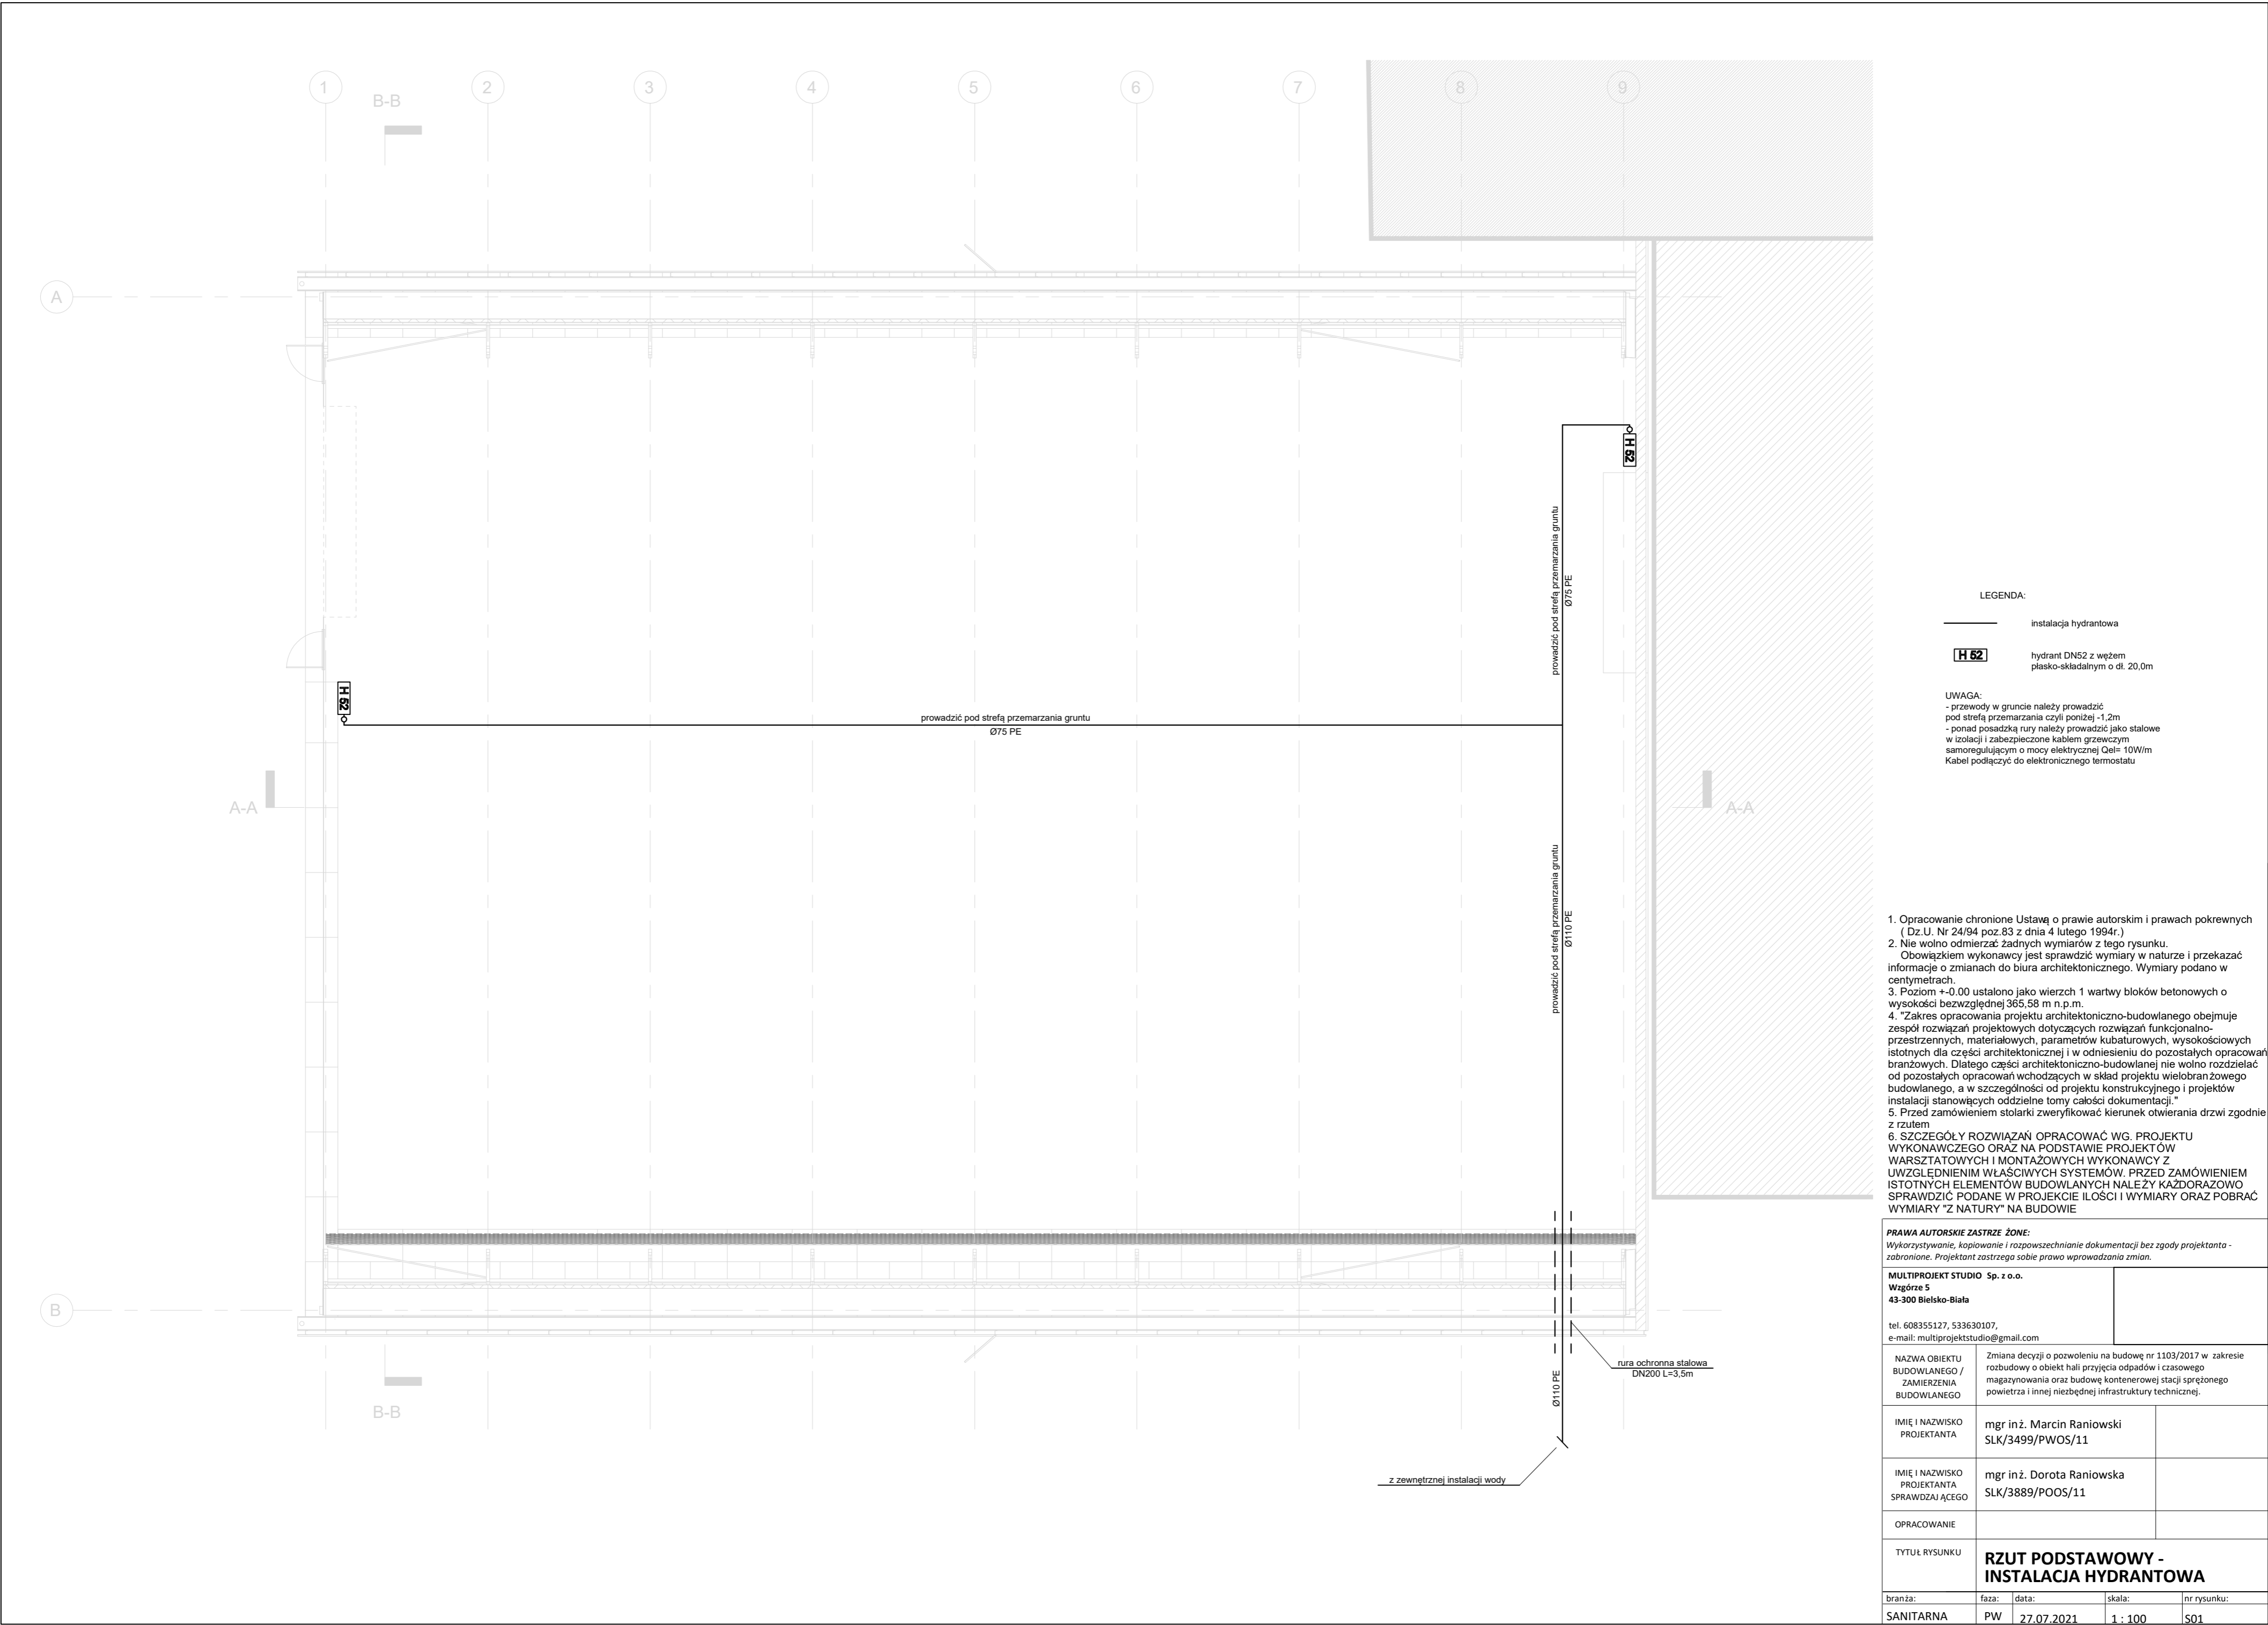 1
2
3
4
5
6
7
8
9
B-B
A
H 52
prowadzić pod strefą przemarzania gruntu
Ø75 PE
H 52
prowadzić pod strefą przemarzania gruntu
Ø75 PE
A-A
A-A
prowadzić pod strefą przemarzania gruntu
Ø110 PE
B
B-B
rura ochronna stalowa
DN200 L=3,5m
Ø110 PE
z zewnętrznej instalacji wody
LEGENDA:
instalacja hydrantowa
H 52
hydrant DN52 z wężem
płasko-składalnym o dł. 20,0m
UWAGA:
- przewody w gruncie należy prowadzić
pod strefą przemarzania czyli poniżej -1,2m
- ponad posadzką rury należy prowadzić jako stalowe
w izolacji i zabezpieczone kablem grzewczym
samoregulującym o mocy elektrycznej Qel= 10W/m
Kabel podłączyć do elektronicznego termostatu
1. Opracowanie chronione Ustawą o prawie autorskim i prawach pokrewnych
( Dz.U. Nr 24/94 poz.83 z dnia 4 lutego 1994r.)
2. Nie wolno odmierzać żadnych wymiarów z tego rysunku.
Obowiązkiem wykonawcy jest sprawdzić wymiary w naturze i przekazać
informacje o zmianach do biura architektonicznego. Wymiary podano w
centymetrach.
3. Poziom +-0.00 ustalono jako wierzch 1 wartwy bloków betonowych o
wysokości bezwzględnej 365,58 m n.p.m.
4. "Zakres opracowania projektu architektoniczno-budowlanego obejmuje
zespół rozwiązań projektowych dotyczących rozwiązań funkcjonalno-
przestrzennych, materiałowych, parametrów kubaturowych, wysokościowych
istotnych dla części architektonicznej i w odniesieniu do pozostałych opracowań
branżowych. Dlatego części architektoniczno-budowlanej nie wolno rozdzielać
od pozostałych opracowań wchodzących w skład projektu wielobranżowego
budowlanego, a w szczególności od projektu konstrukcyjnego i projektów
instalacji stanowiących oddzielne tomy całości dokumentacji."
5. Przed zamówieniem stolarki zweryfikować kierunek otwierania drzwi zgodnie
z rzutem
6. SZCZEGÓŁY ROZWIĄZAŃ OPRACOWAĆ WG. PROJEKTU
WYKONAWCZEGO ORAZ NA PODSTAWIE PROJEKTÓW
WARSZTATOWYCH I MONTAŻOWYCH WYKONAWCY Z
UWZGLĘDNIENIM WŁAŚCIWYCH SYSTEMÓW. PRZED ZAMÓWIENIEM
ISTOTNYCH ELEMENTÓW BUDOWLANYCH NALEŻY KAŻDORAZOWO
SPRAWDZIĆ PODANE W PROJEKCIE ILOŚCI I WYMIARY ORAZ POBRAĆ
WYMIARY "Z NATURY" NA BUDOWIE
PRAWA AUTORSKIE ZASTRZEŻONE:
Wykorzystywanie, kopiowanie i rozpowszechnianie dokumentacji bez zgody projektanta -
zabronione. Projektant zastrzega sobie prawo wprowadzania zmian.
MULTIPROJEKT STUDIO Sp. z o.o.
Wzgórze 5
43-300 Bielsko-Biała
tel. 608355127, 533630107,
e-mail: multiprojektstudio@gmail.com
NAZWA OBIEKTU
BUDOWLANEGO /
ZAMIERZENIA
BUDOWLANEGO
Zmiana decyzji o pozwoleniu na budowę nr 1103/2017 w zakresie
rozbudowy o obiekt hali przyjęcia odpadów i czasowego
magazynowania oraz budowę kontenerowej stacji sprężonego
powietrza i innej niezbędnej infrastruktury technicznej.
IMIĘ I NAZWISKO
PROJEKTANTA
mgr inż. Marcin Raniowski
SLK/3499/PWOS/11
IMIĘ I NAZWISKO
PROJEKTANTA
SPRAWDZAJĄCEGO
mgr inż. Dorota Raniowska
SLK/3889/POOS/11
OPRACOWANIE
TYTUŁ RYSUNKU
RZUT PODSTAWOWY -
INSTALACJA HYDRANTOWA
branża: faza: data: skala: nr rysunku:
SANITARNA PW 27.07.2021 1 : 100 S01